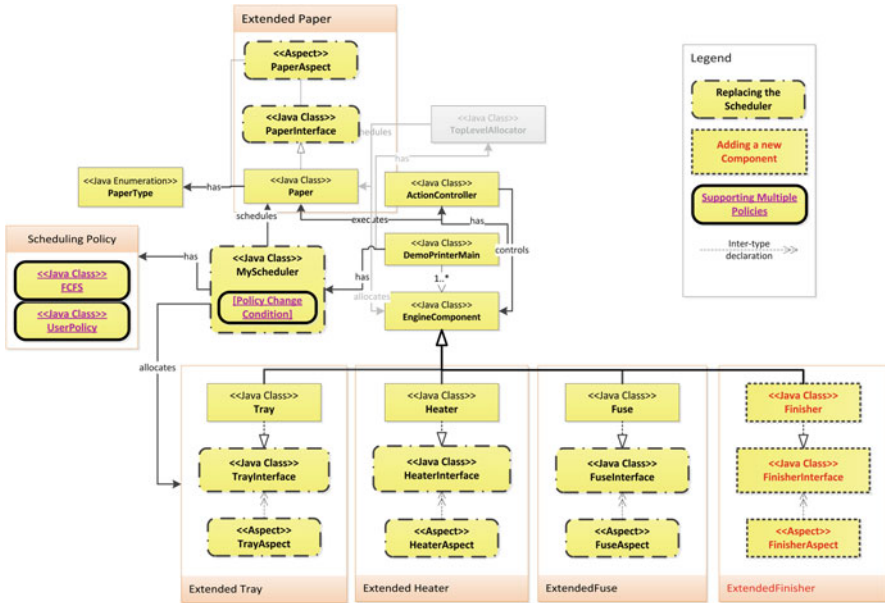 Extended Paper
<<Aspect>>
PaperAspect
<<Java Class>>
PaperInterface
schedules
<<Java Class>>
TopLevelAllocator
has
<<Java Enumeration>>
PaperType
has
<<Java Class>>
Paper
<<Java Class>>
ActionController
schedules
executes
has
controls
Scheduling Policy
<<Java Class>>
FCFS
<<Java Class>>
UserPolicy
has
<<Java Class>>
MyScheduler
[Policy Change
Condition]
has
<<Java Class>>
DemoPrinterMain
1..*
allocates
<<Java Class>>
EngineComponent
allocates
<<Java Class>>
Tray
<<Java Class>>
TrayInterface
<<Aspect>>
TrayAspect
Extended Tray
<<Java Class>>
Heater
<<Java Class>>
HeaterInterface
<<Aspect>>
HeaterAspect
Extended Heater
<<Java Class>>
Fuse
<<Java Class>>
FuseInterface
<<Aspect>>
FuseAspect
ExtendedFuse
<<Java Class>>
Finisher
<<Java Class>>
FinisherInterface
<<Aspect>>
FinisherAspect
ExtendedFinisher
Legend
Replacing the
Scheduler
Adding a new
Component
Supporting Multiple
Policies
Inter-type
declaration